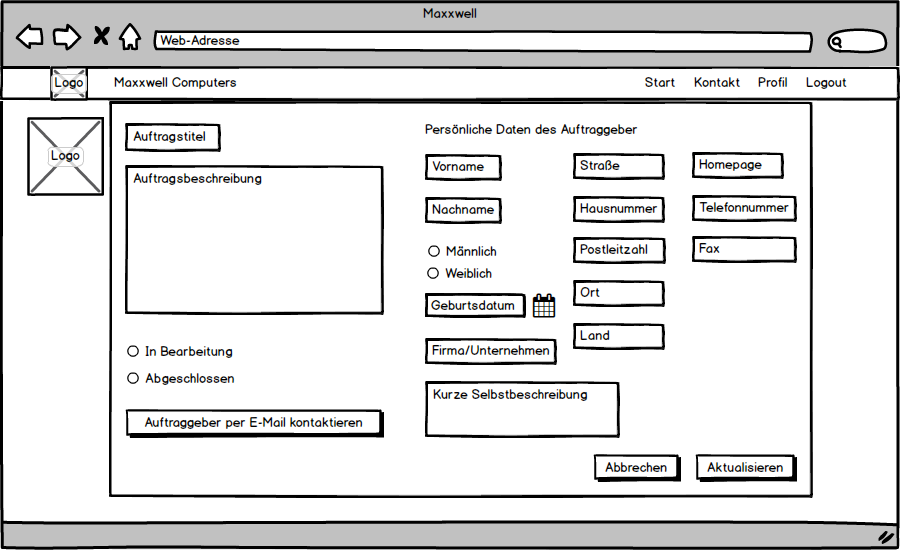 Maxxwell
Web-Adresse
Logo
Maxxwell Computers
Start
Kontakt
Profil
Logout
Logo
Auftragstitel
Auftragsbeschreibung
In Bearbeitung
Abgeschlossen
Auftraggeber per E-Mail kontaktieren
Persönliche Daten des Auftraggeber
Vorname
Nachname
Männlich
Weiblich
Geburtsdatum
Firma/Unternehmen
Kurze Selbstbeschreibung
Straße
Hausnummer
Postleitzahl
Ort
Land
Homepage
Telefonnummer
Fax
Abbrechen
Aktualisieren